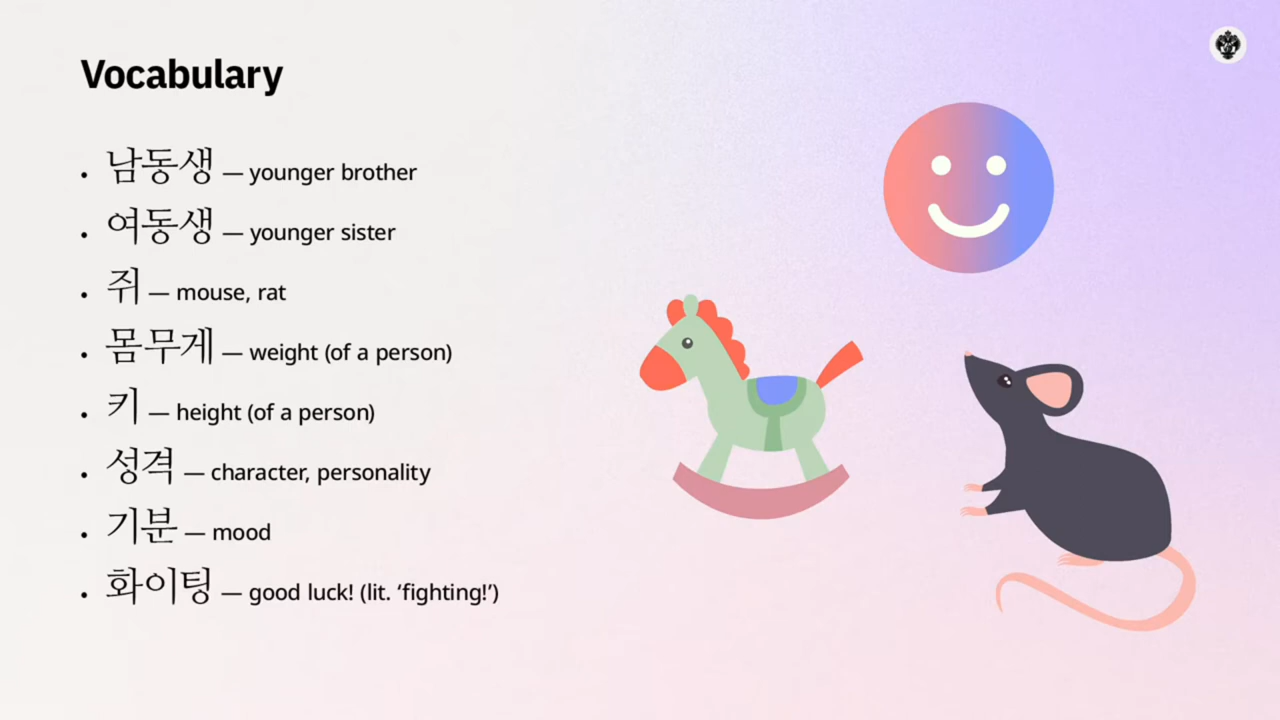 Vocabulary
• 남동생 — younger brother
• 여동생 — younger sister
• 쥐 — mouse, rat
• 몸무게 — weight (of a person)
• 키 — height (of a person)
• 성격 — character, personality
• 기분 — mood
• 화이팅 — good luck! (lit. ‘fighting!’)